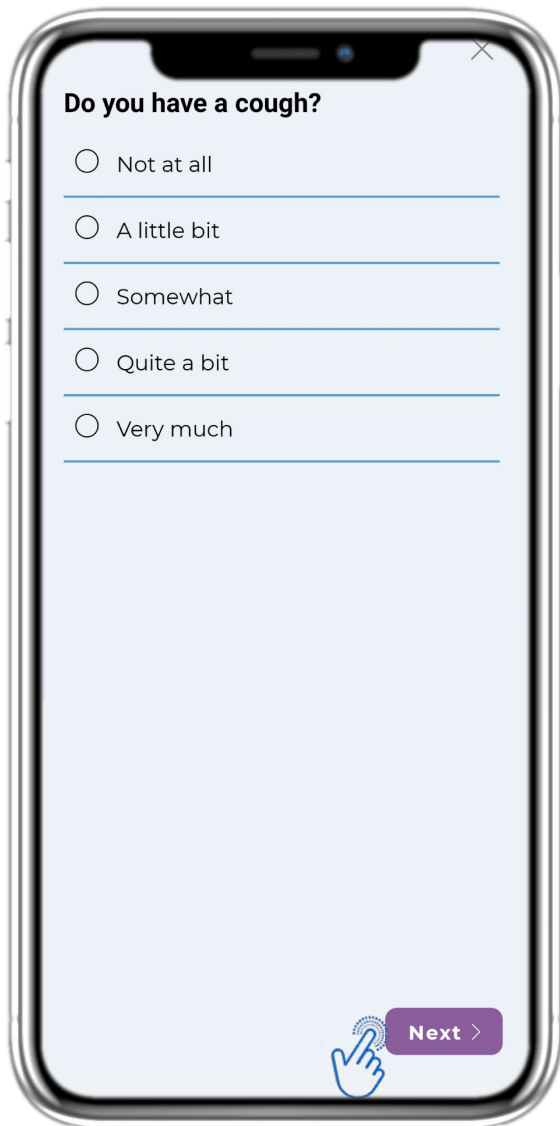 Do you have a cough?
Not at all
A little bit
Somewhat
Quite a bit
Very much
Next